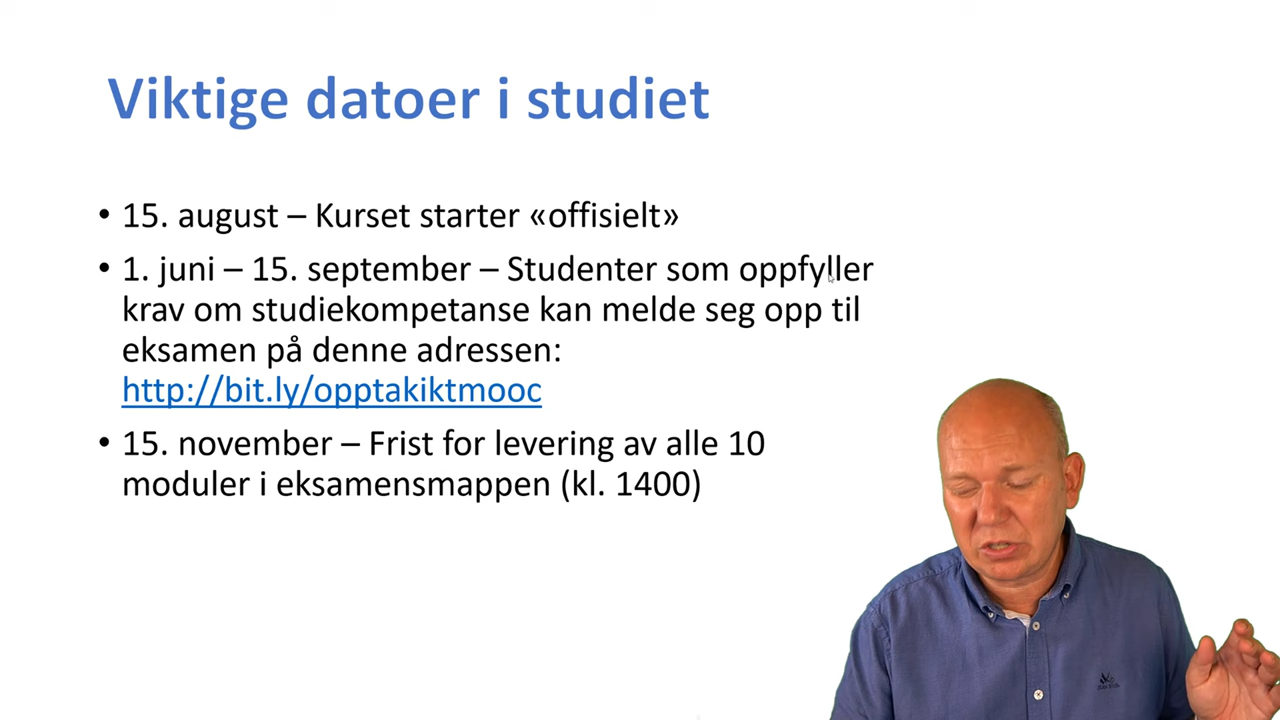 Viktige datoer i studiet
• 15. august – Kurset starter «offisielt»
• 1. juni – 15. september – Studenter som oppfyller
krav om studiekompetanse kan melde seg opp til
eksamen på denne adressen:
http://bit.ly/opptakiktmooc
• 15. november – Frist for levering av alle 10
moduler i eksamensmappen (kl. 1400)